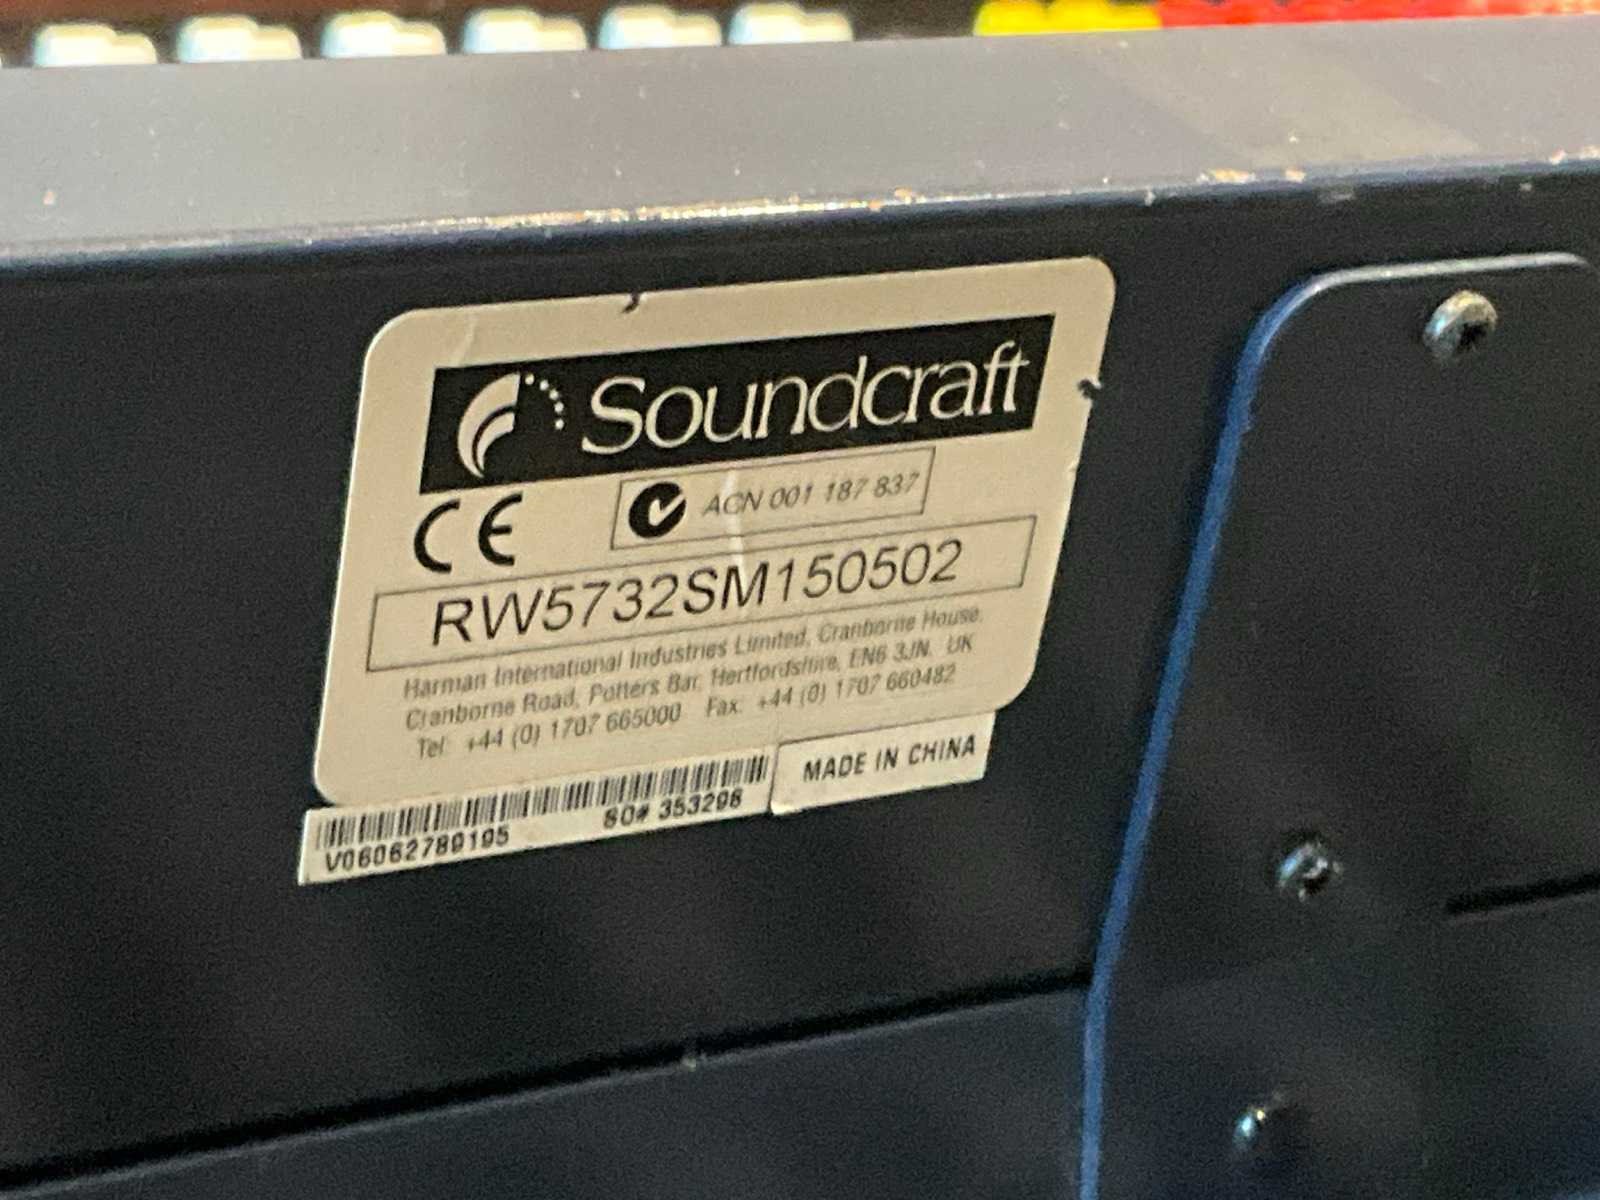 Soundcraft
CE ACN 001 187 837
RW5732SM150502
Harman International Industries Limited, Cranborne House,
Cranborne Road, Potters Bar, Hertfordshire, EN6 3JN. UK
Tel: +44 (0) 1707 665000 Fax: +44 (0) 1707 660482
MADE IN CHINA
V06062789195 SO# 353298